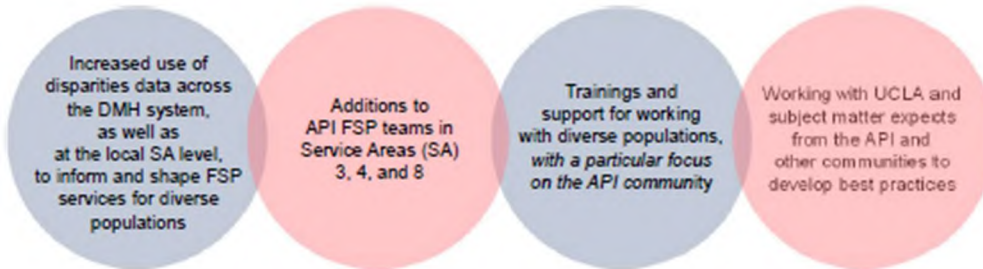 Increased use of
disparities data across
the DMH system,
as well as
at the local SA level,
to inform and shape FSP
services for diverse
populations
Additions to
API FSP teams in
Service Areas (SA)
3, 4, and 8
Trainings and
support for working
with diverse populations,
with a particular focus
on the API community
Working with UCLA and
subject matter expects
from the API and
other communities to
develop best practices